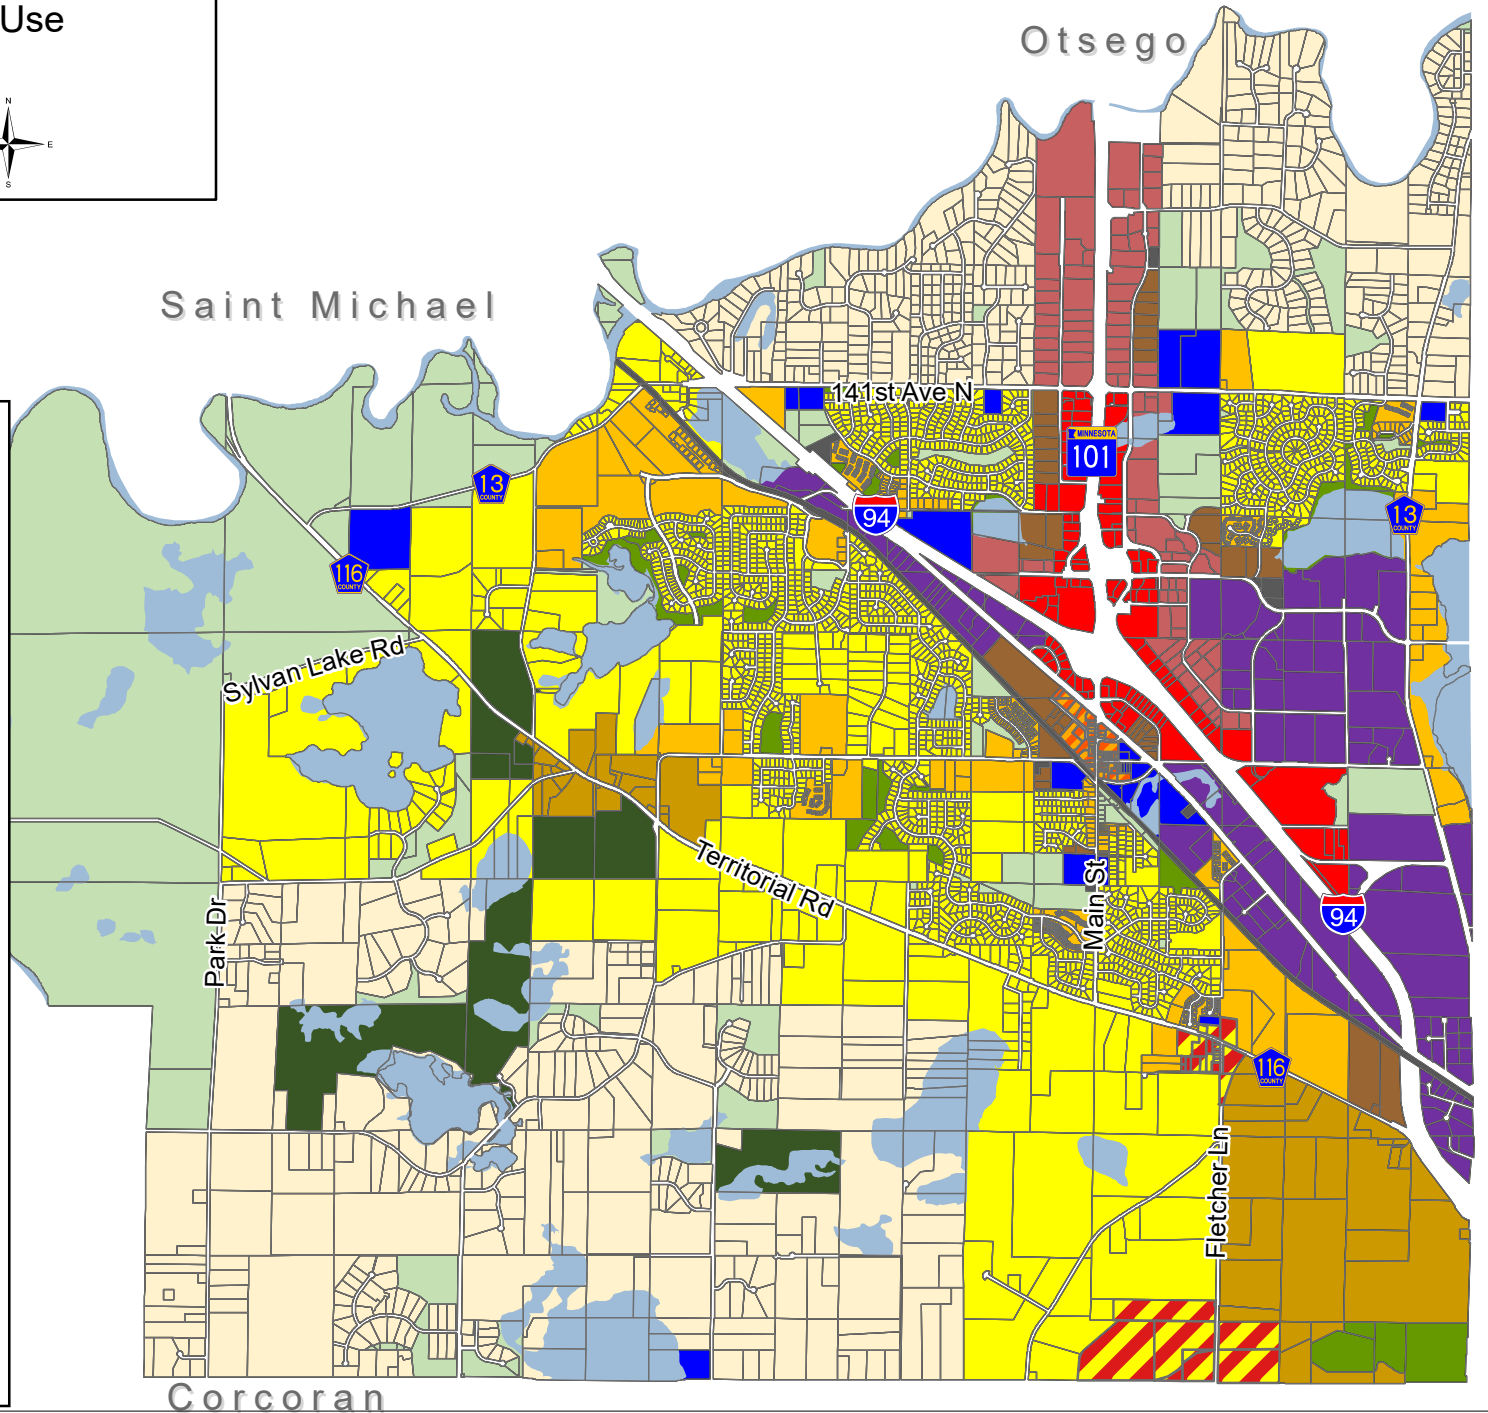 Use
N
E
S
Otsego
Saint Michael
141st Ave N
MINNESOTA
101
13
COUNTY
94
13
COUNTY
116
COUNTY
Sylvan Lake Rd
Territorial Rd
Main St
94
Park Dr
116
COUNTY
Fletcher Ln
Corcoran